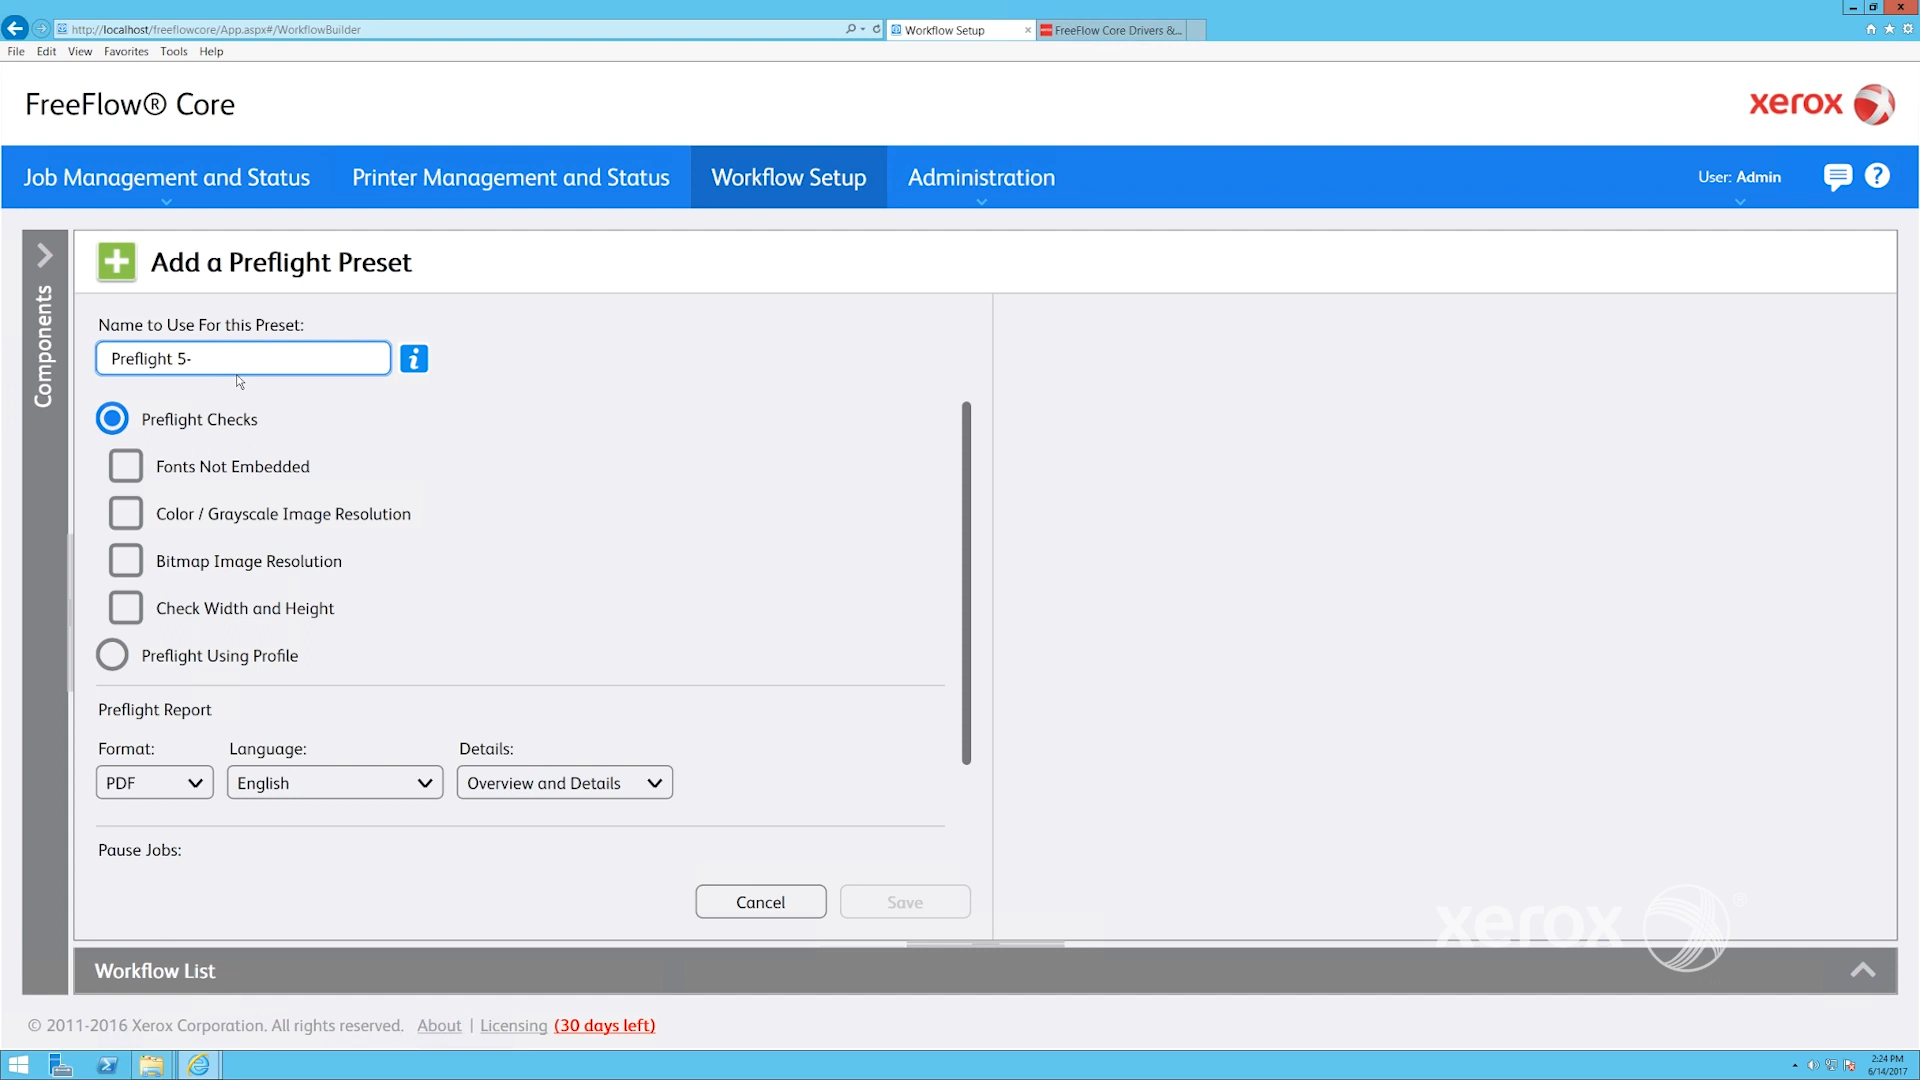 http://localhost/freeflowcore/App.aspx#/WorkflowBuilder
Workflow Setup
FreeFlow Core Drivers &...
File Edit View Favorites Tools Help
FreeFlow® Core
xerox
Job Management and Status
Printer Management and Status
Workflow Setup
Administration
User: Admin
Components
Add a Preflight Preset
Name to Use For this Preset:
Preflight 5-
Preflight Checks
Fonts Not Embedded
Color / Grayscale Image Resolution
Bitmap Image Resolution
Check Width and Height
Preflight Using Profile
Preflight Report
Format: Language: Details:
PDF English Overview and Details
Pause Jobs:
Cancel Save
xerox ®
Workflow List
© 2011-2016 Xerox Corporation. All rights reserved. About | Licensing (30 days left)
2:24 PM
6/14/2017